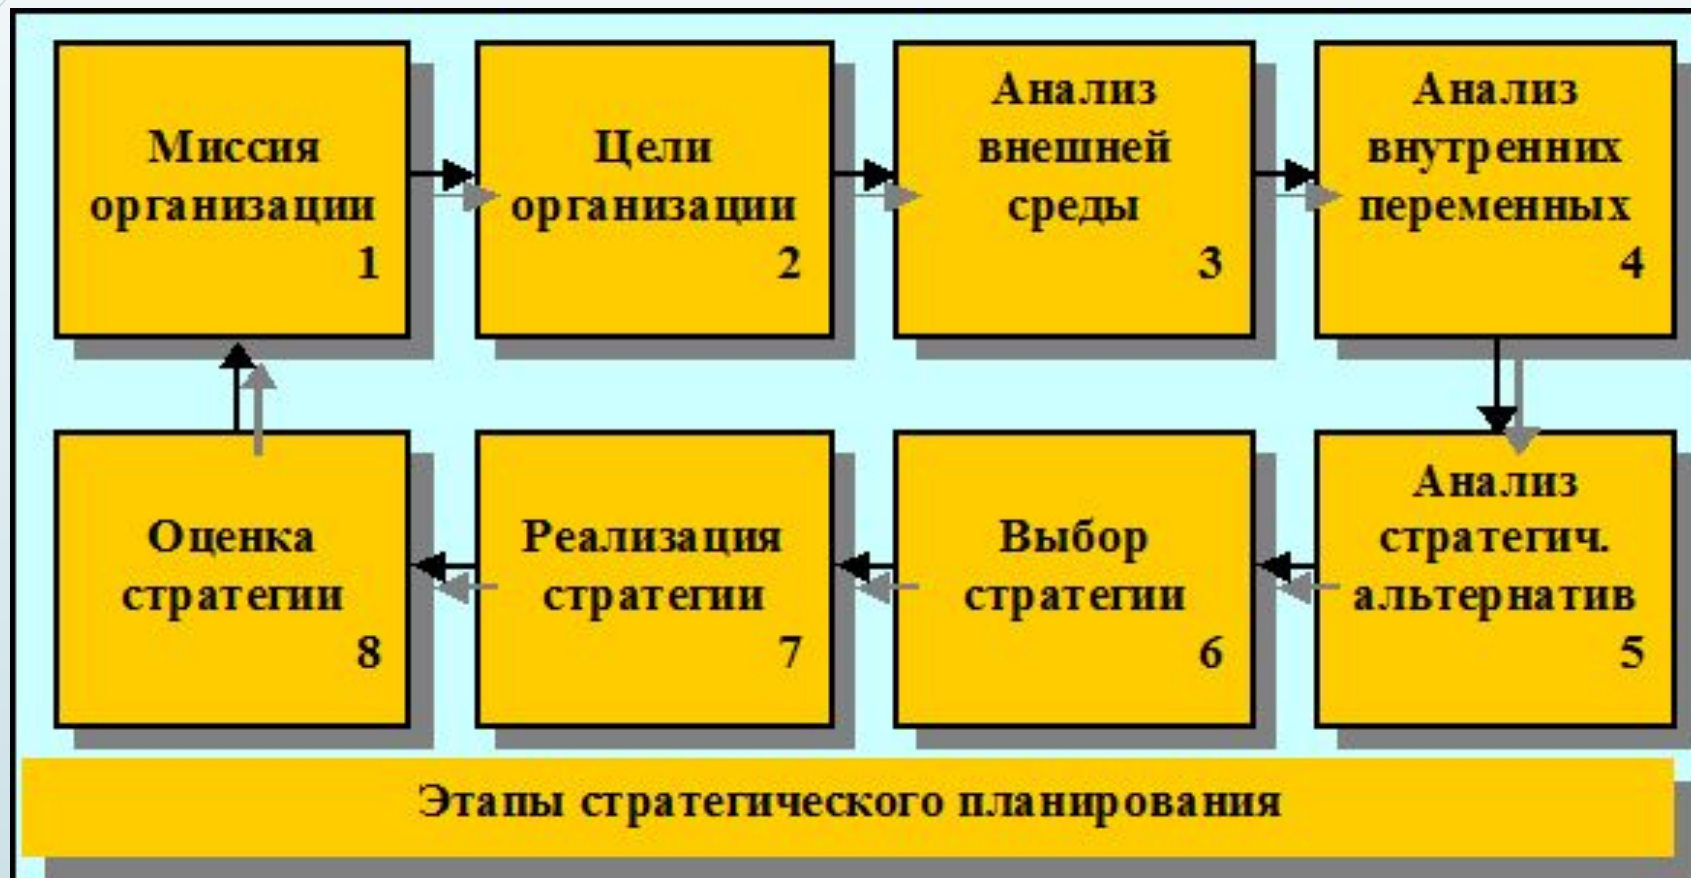 Миссия
организации
1
Цели
организации
2
Анализ
внешней
среды
3
Анализ
внутренних
переменных
4
Анализ
стратегич.
альтернатив
5
Выбор
стратегии
6
Реализация
стратегии
7
Оценка
стратегии
8
Этапы стратегического планирования